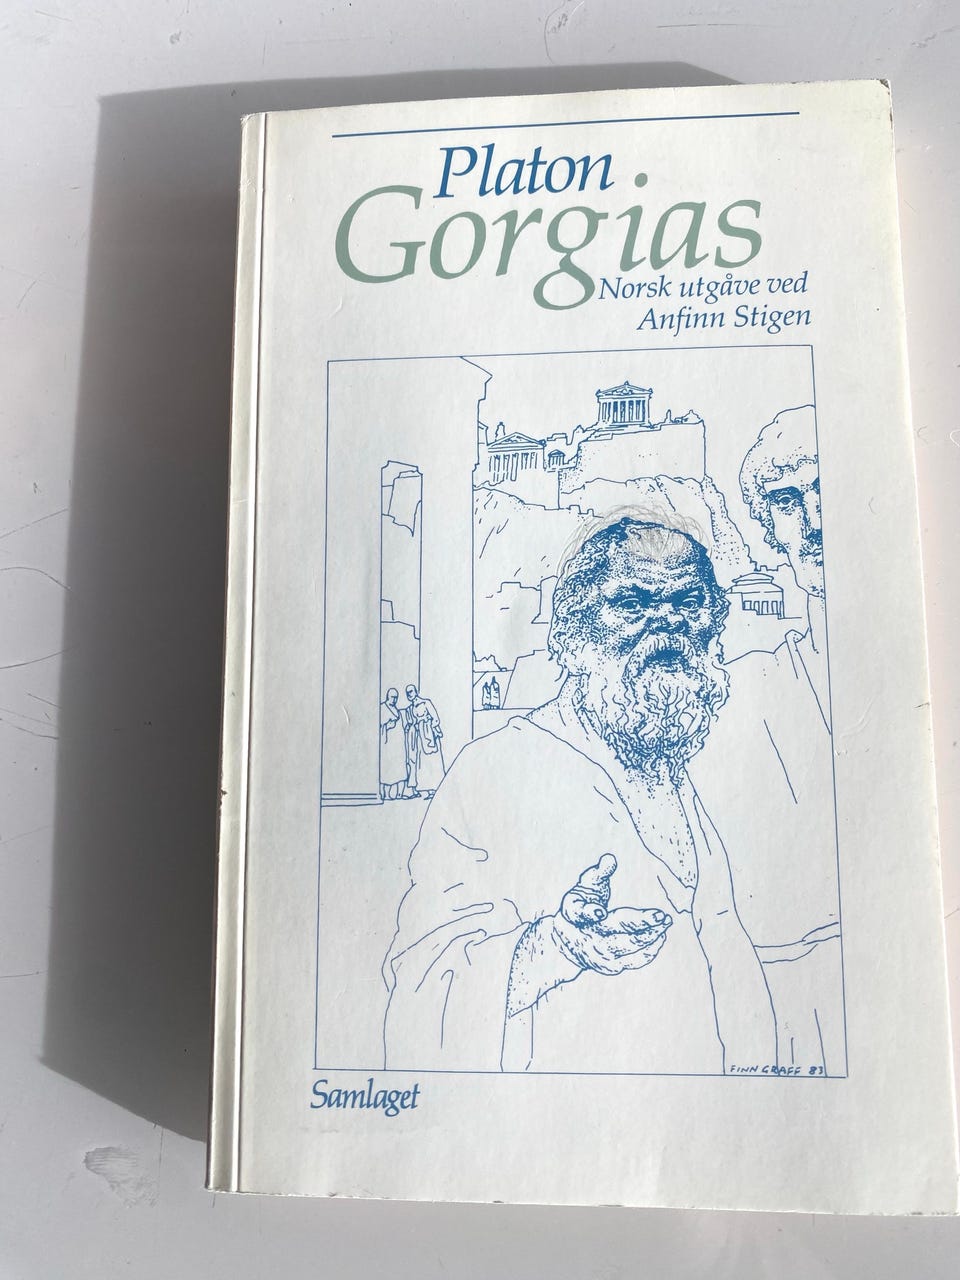 Platon
Gorgias
Norsk utgåve ved
Anfinn Stigen
FINN GRAFF 83
Samlaget